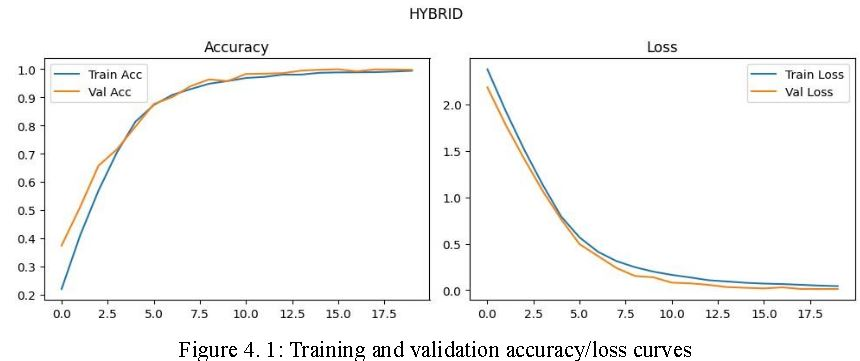 HYBRID
Accuracy
Train Acc
Val Acc
1.0
0.9
0.8
0.7
0.6
0.5
0.4
0.3
0.2
0.0 2.5 5.0 7.5 10.0 12.5 15.0 17.5
Loss
Train Loss
Val Loss
2.0
1.5
1.0
0.5
0.0
0.0 2.5 5.0 7.5 10.0 12.5 15.0 17.5
Figure 4. 1: Training and validation accuracy/loss curves